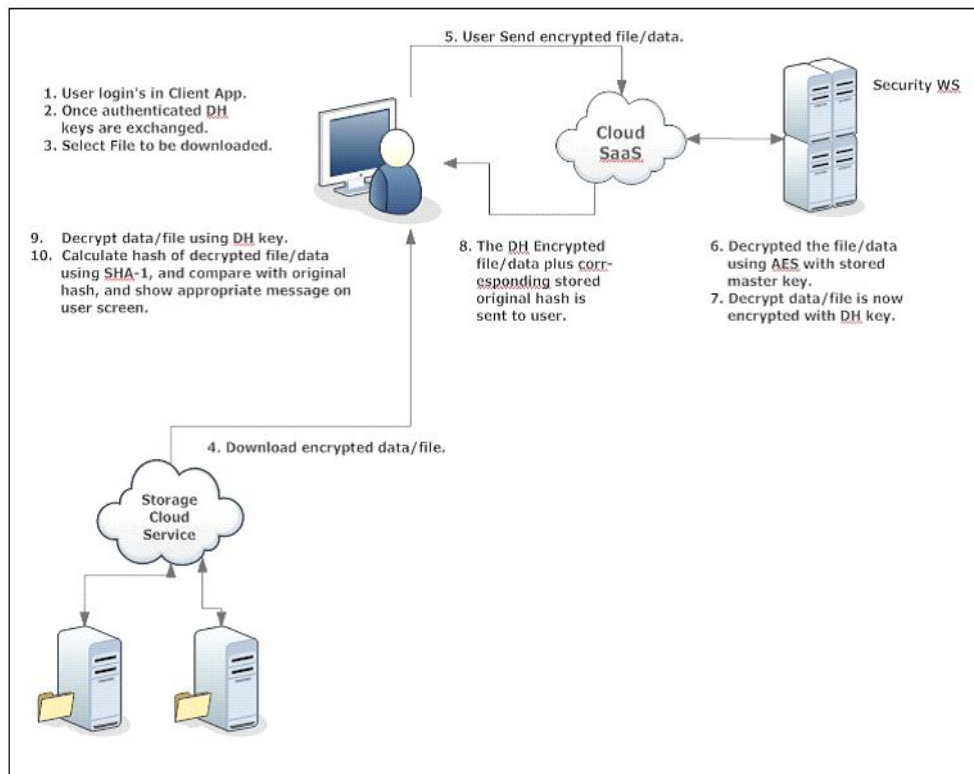 5. User Send encrypted file/data.
1. User login's in Client App.
2. Once authenticated DH
keys are exchanged.
3. Select File to be downloaded.
Cloud
SaaS
Security WS
9. Decrypt data/file using DH key.
10. Calculate hash of decrypted file/data
using SHA-1, and compare with original
hash, and show appropriate message on
user screen.
8. The DH Encrypted
file/data plus corr-
esponding stored
original hash is
sent to user.
6. Decrypted the file/data
using AES with stored
master key.
7. Decrypt data/file is now
encrypted with DH key.
4. Download encrypted data/file.
Storage
Cloud
Service